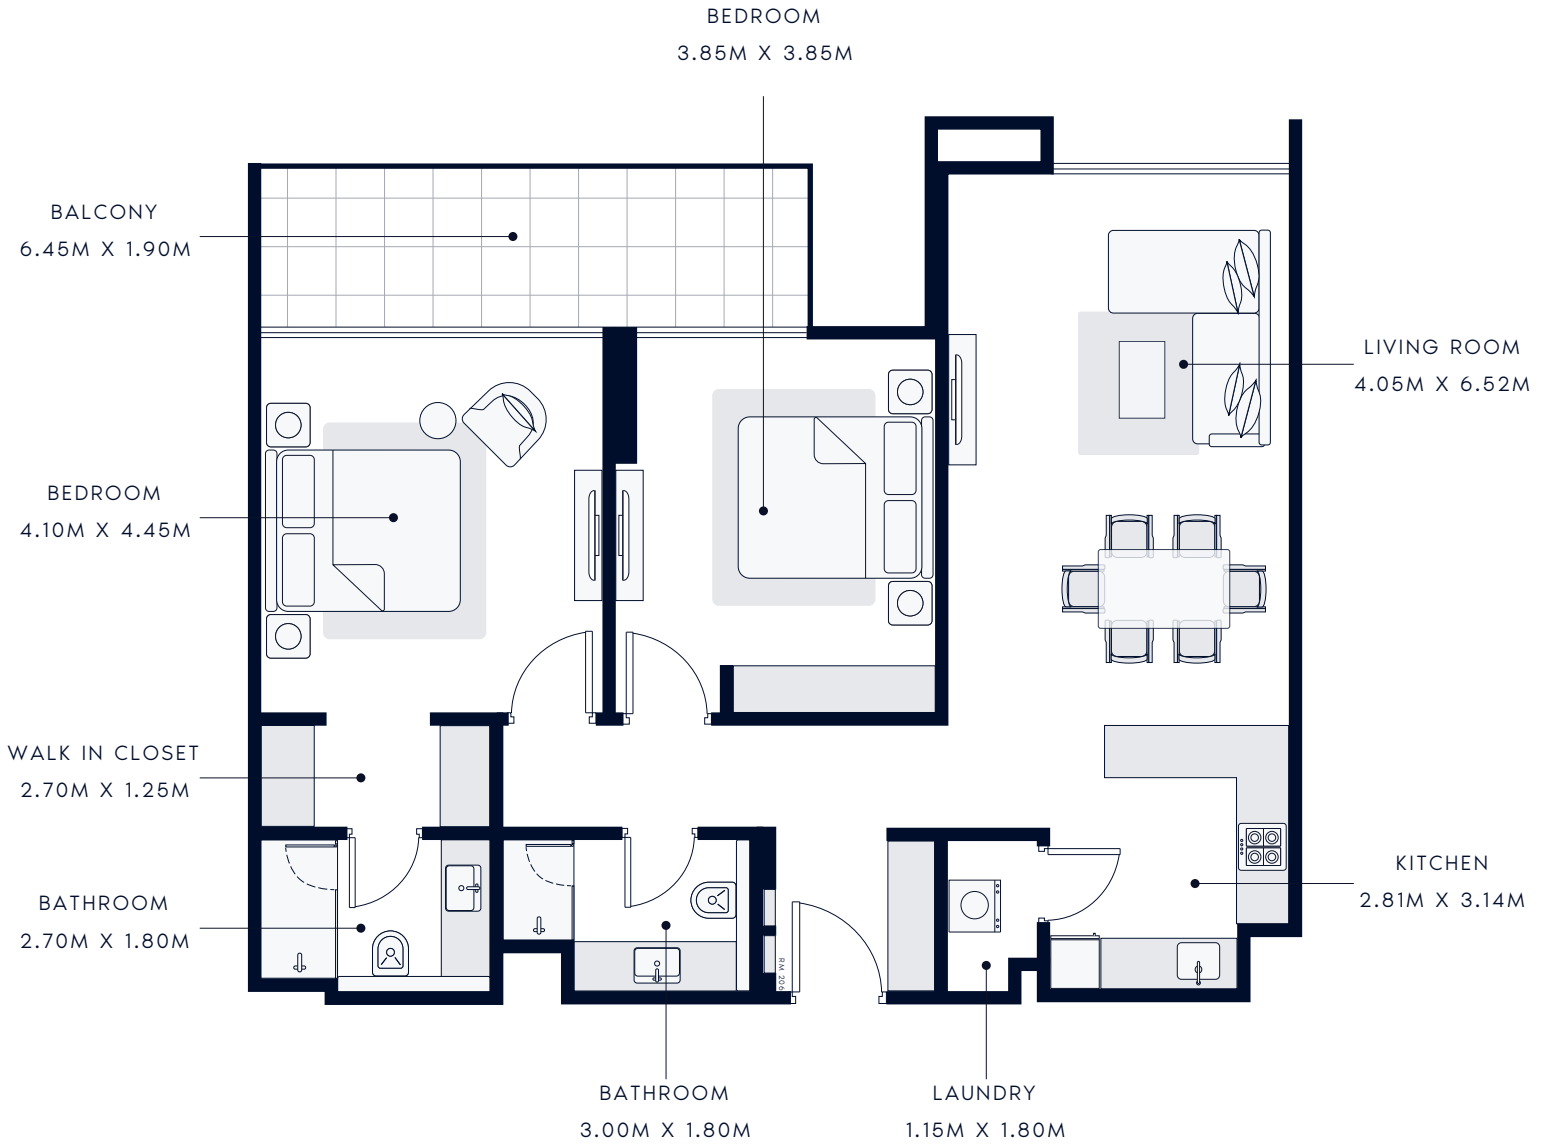 BEDROOM
3.85M X 3.85M
BALCONY
6.45M X 1.90M
LIVING ROOM
4.05M X 6.52M
BEDROOM
4.10M X 4.45M
WALK IN CLOSET
2.70M X 1.25M
KITCHEN
2.81M X 3.14M
BATHROOM
2.70M X 1.80M
RM 206
BATHROOM
3.00M X 1.80M
LAUNDRY
1.15M X 1.80M